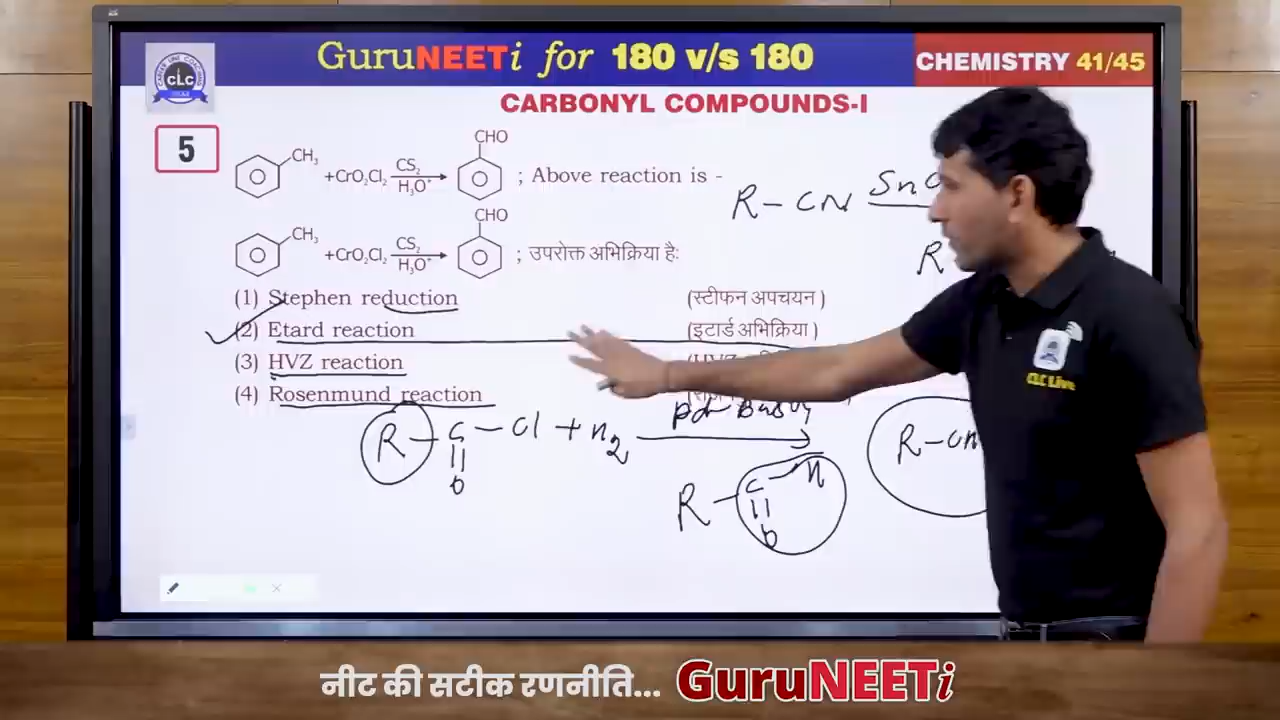 GuruNEETi for 180 v/s 180
CHEMISTRY 41/45
CLC
CARBONYL COMPOUNDS-I
5
CH₃ +CrO₂Cl₂ CS₂ H₃O⁺ CHO ; Above reaction is -
CH₃ +CrO₂Cl₂ CS₂ H₃O⁺ CHO ; उपरोक्त अभिक्रिया है:
(1) Stephen reduction (स्टीफन अपचयन)
(2) Etard reaction (इटार्ड अभिक्रिया)
(3) HVZ reaction
(4) Rosenmund reaction
R-CN
R
R-C-Cl + H₂
O
R-C-H
O
CLC Live
नीट की सटीक रणनीति... GuruNEETi